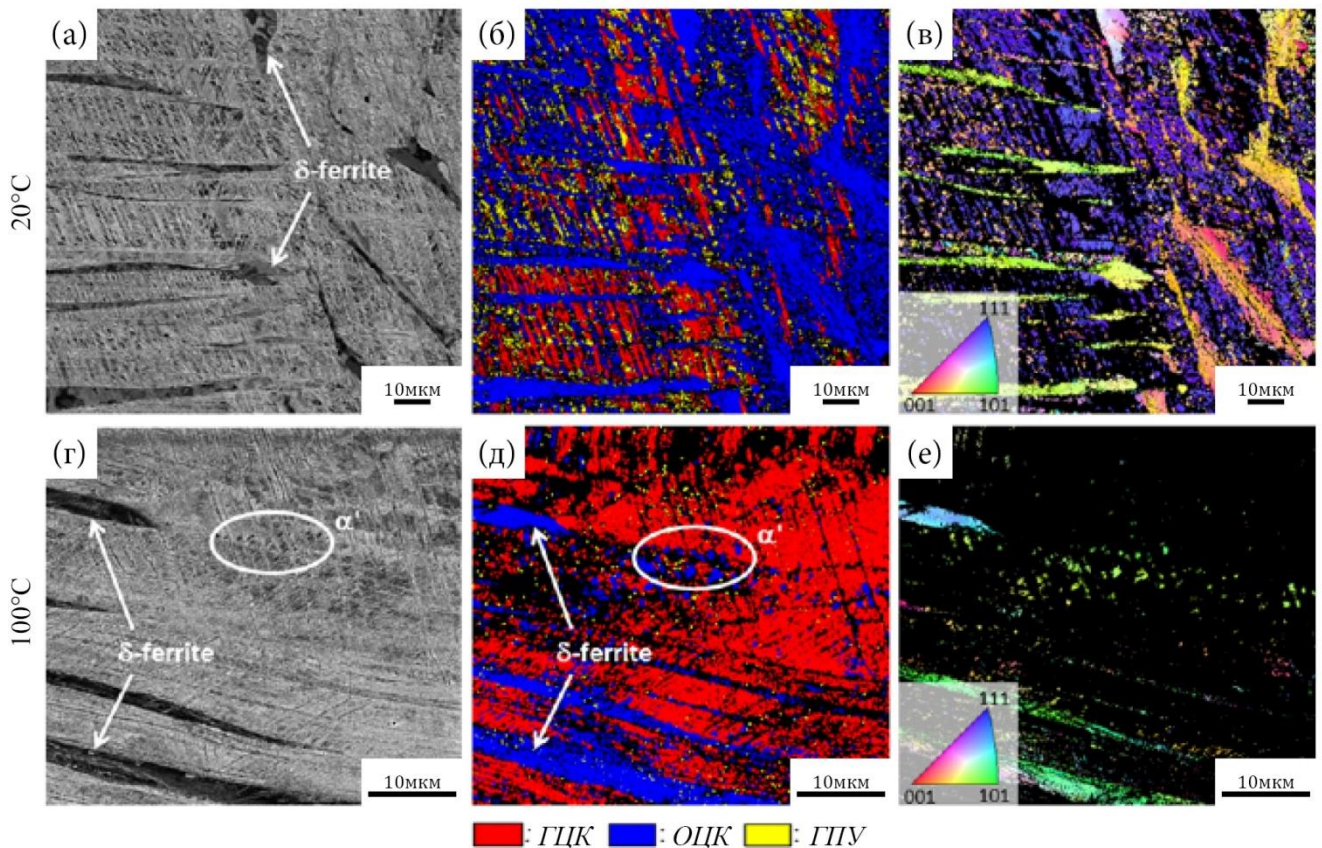 (а)
(б)
(в)
20°C
δ-ferrite
111
001
101
10мкм
10мкм
10мкм
(г)
(д)
(е)
100°C
α'
α'
δ-ferrite
δ-ferrite
111
001
101
10мкм
10мкм
10мкм
: ГЦК : ОЦК : ГПУ